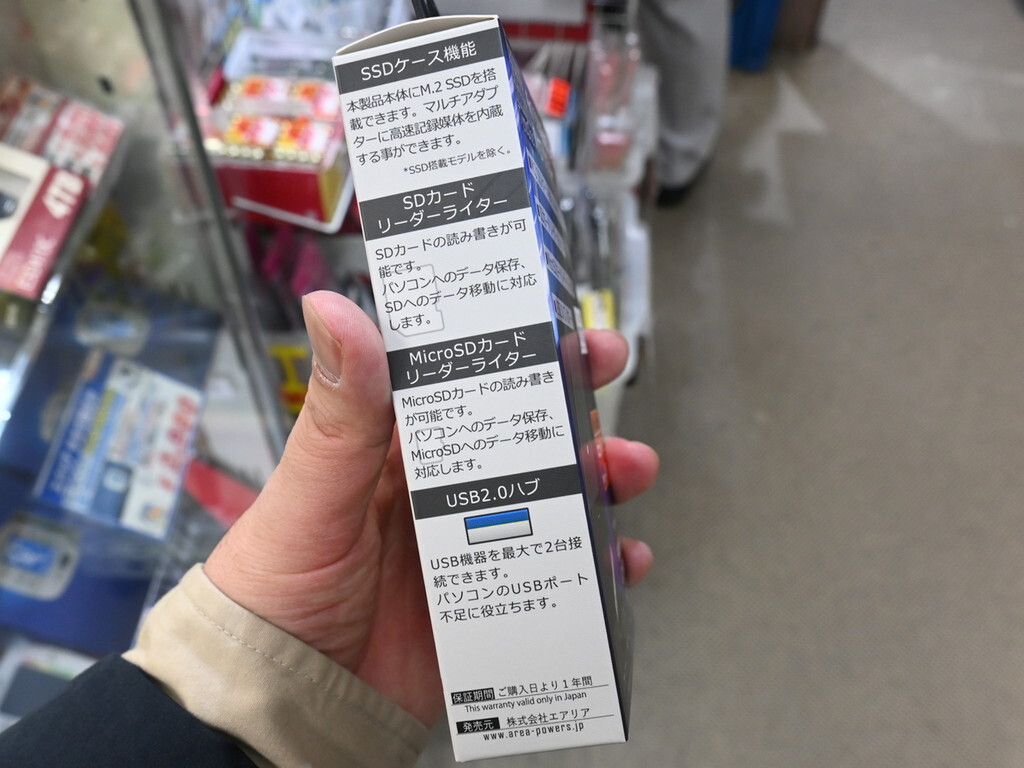 SSDケース機能
本製品本体にM.2 SSDを搭
載できます。マルチアダプ
ターに高速記録媒体を内蔵
する事ができます。
*SSD搭載モデルを除く。
SDカード
リーダーライター
SDカードの読み書きが可
能です。
パソコンへのデータ保存、
SDへのデータ移動に対応
します。
MicroSDカード
リーダーライター
MicroSDカードの読み書き
が可能です。
パソコンへのデータ保存、
MicroSDへのデータ移動に
対応します。
USB2.0ハブ
USB機器を最大で2台接
続できます。
パソコンのUSBポート
不足に役立ちます。
保証期間 ご購入日より1年間
This warranty valid only in Japan
発売元 株式会社エアリア
www.area-powers.jp
4TB